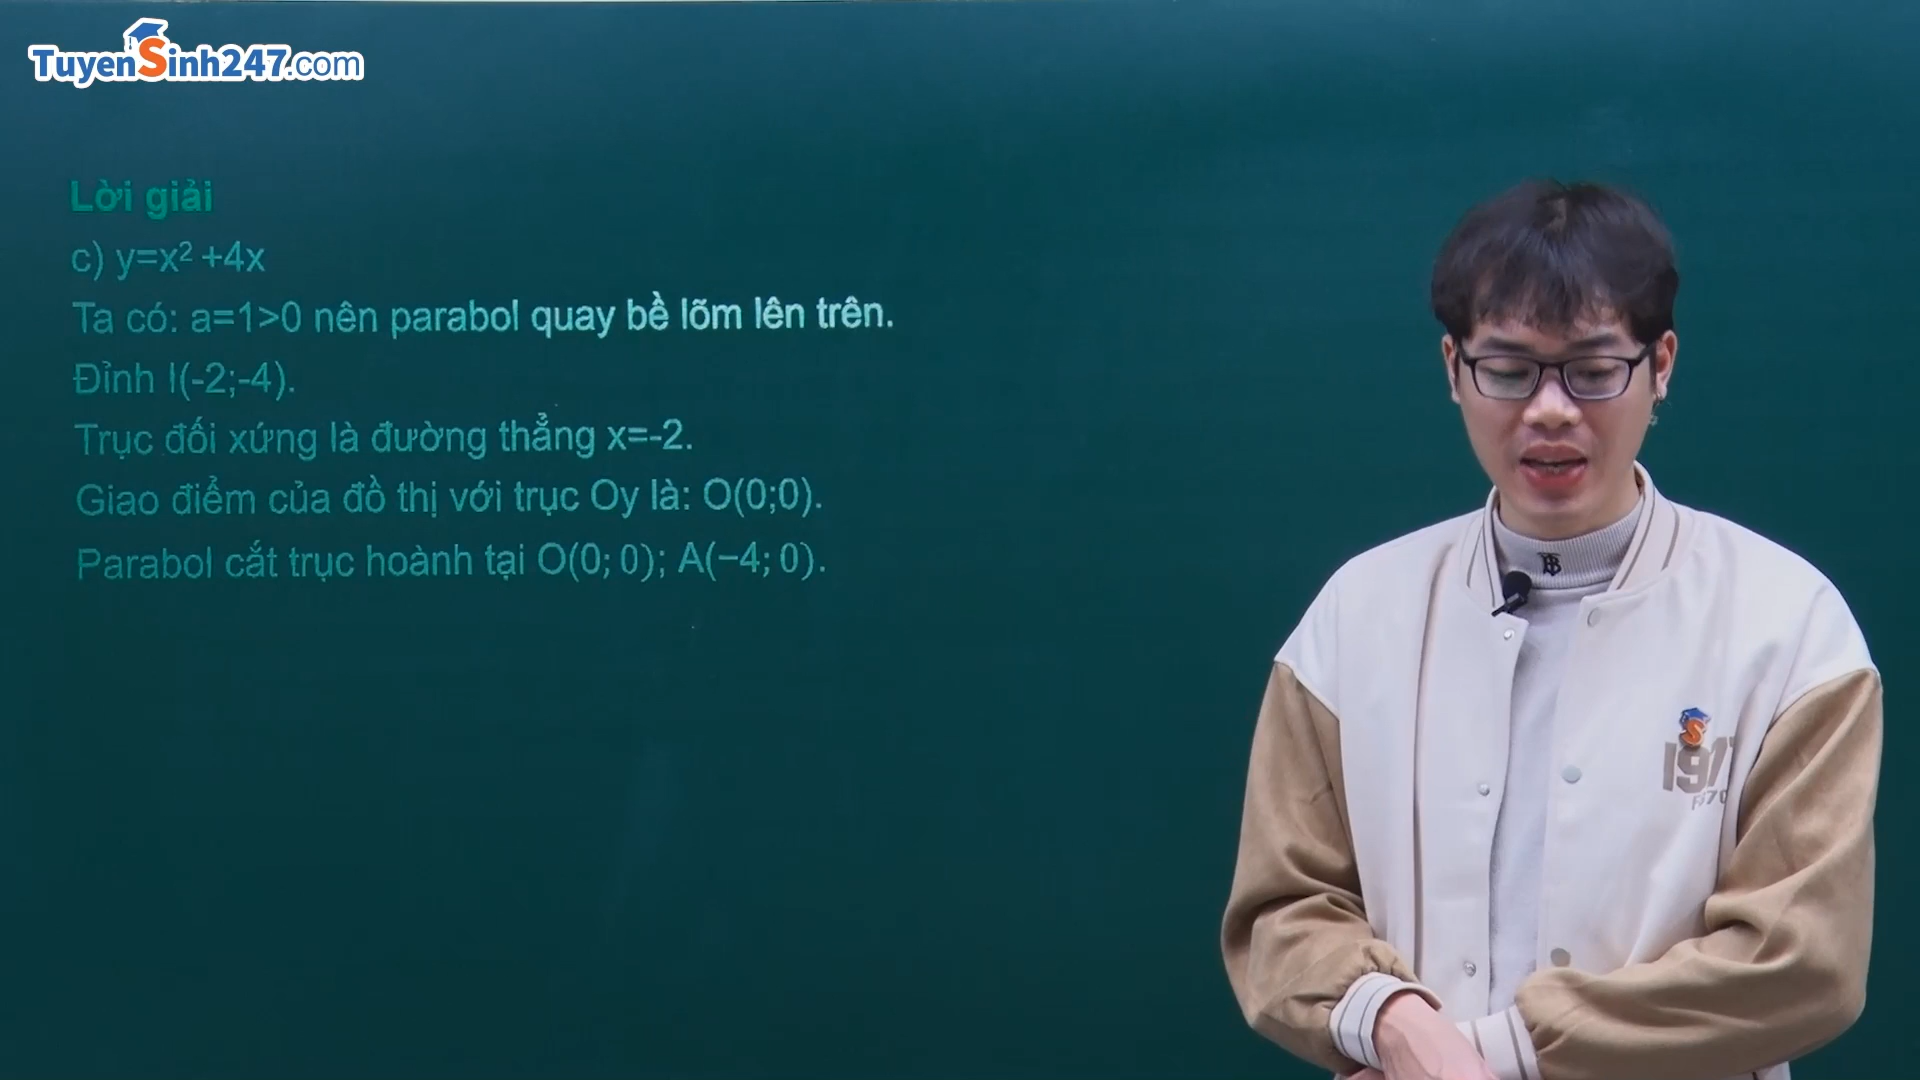 TuyenSinh247.com
Lời giải
c) y=x² +4x
Ta có: a=1>0 nên parabol quay bề lõm lên trên.
Đỉnh I(-2;-4).
Trục đối xứng là đường thẳng x=-2.
Giao điểm của đồ thị với trục Oy là: O(0;0).
Parabol cắt trục hoành tại O(0; 0); A(−4; 0).